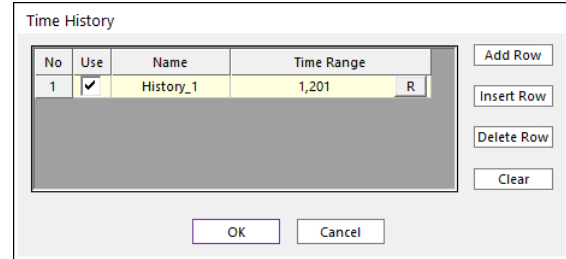 Time History
No Use Name Time Range
1 History_1 1,201 R
Add Row
Insert Row
Delete Row
Clear
OK Cancel